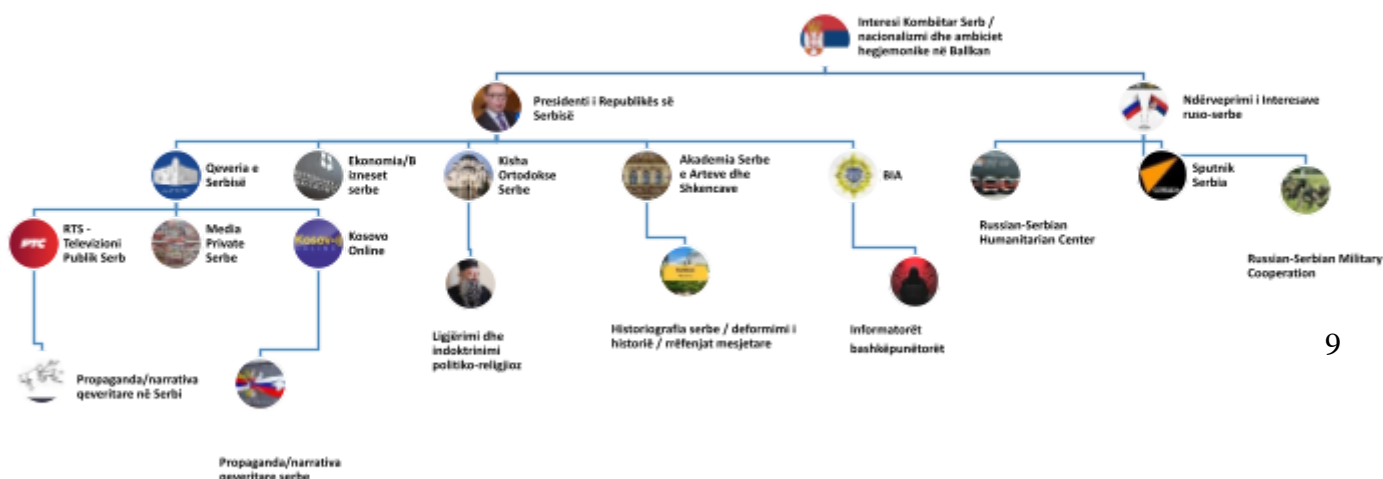 Interesi Kombëtar Serb /
nacionalizmi dhe ambiciet
hegjemonike në Ballkan
Presidenti i Republikës së
Serbisë
Ndërveprimi i Interesave
ruso-serbe
Qeveria e
Serbisë
Ekonomia/B
izneset
serbe
Kisha
Ortodokse
Serbe
Akademia Serbe
e Arteve dhe
Shkencave
BIA
Russian-Serbian
Humanitarian Center
Sputnik
Serbia
Russian-Serbian Military
Cooperation
РТС
RTS -
Televizioni
Publik Serb
Media
Private
Serbe
Kosovo
Online
Ligjërimi dhe
indoktrinimi
politiko-religjoz
Historiografia serbe / deformimi i
historië / rrëfenjat mesjetare
Informatorët
bashkëpunëtorët
9
Propaganda/narrativa
qeveritare në Serbi
Propaganda/narrativa
qeveritare serbe